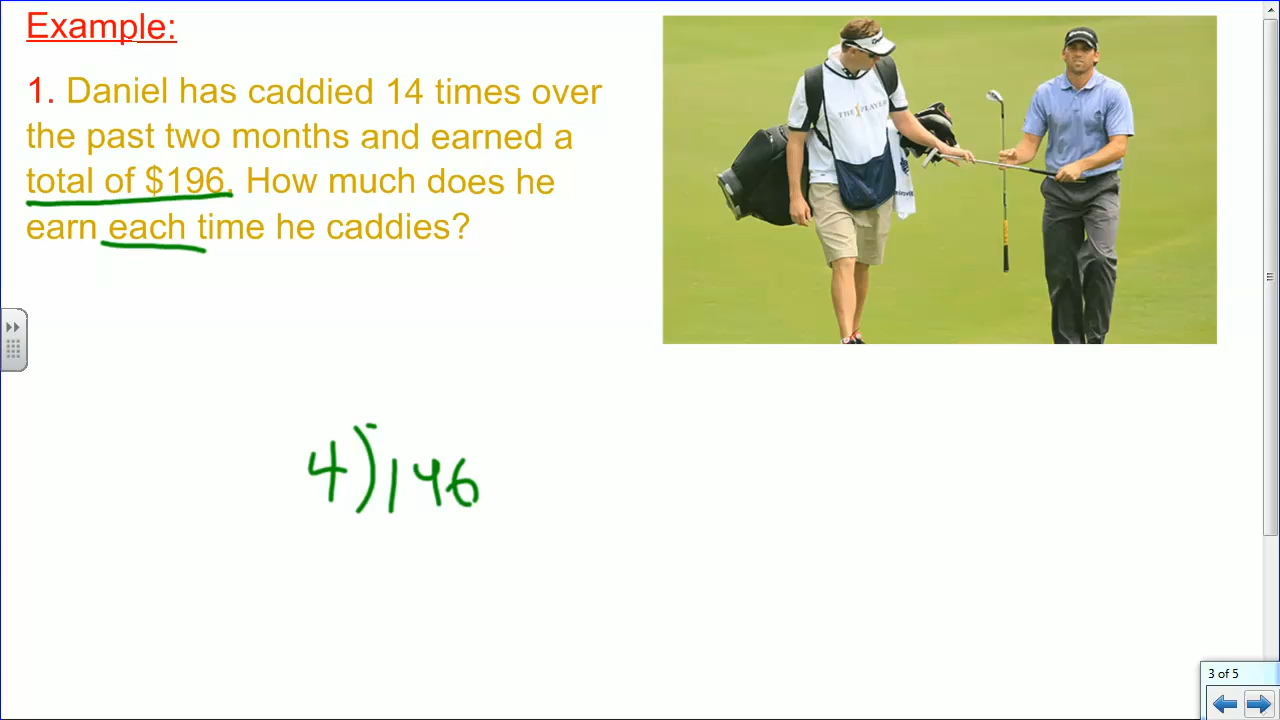 Example:
1. Daniel has caddied 14 times over
the past two months and earned a
total of $196. How much does he
earn each time he caddies?
THE PLAYERS
4)196
3 of 5